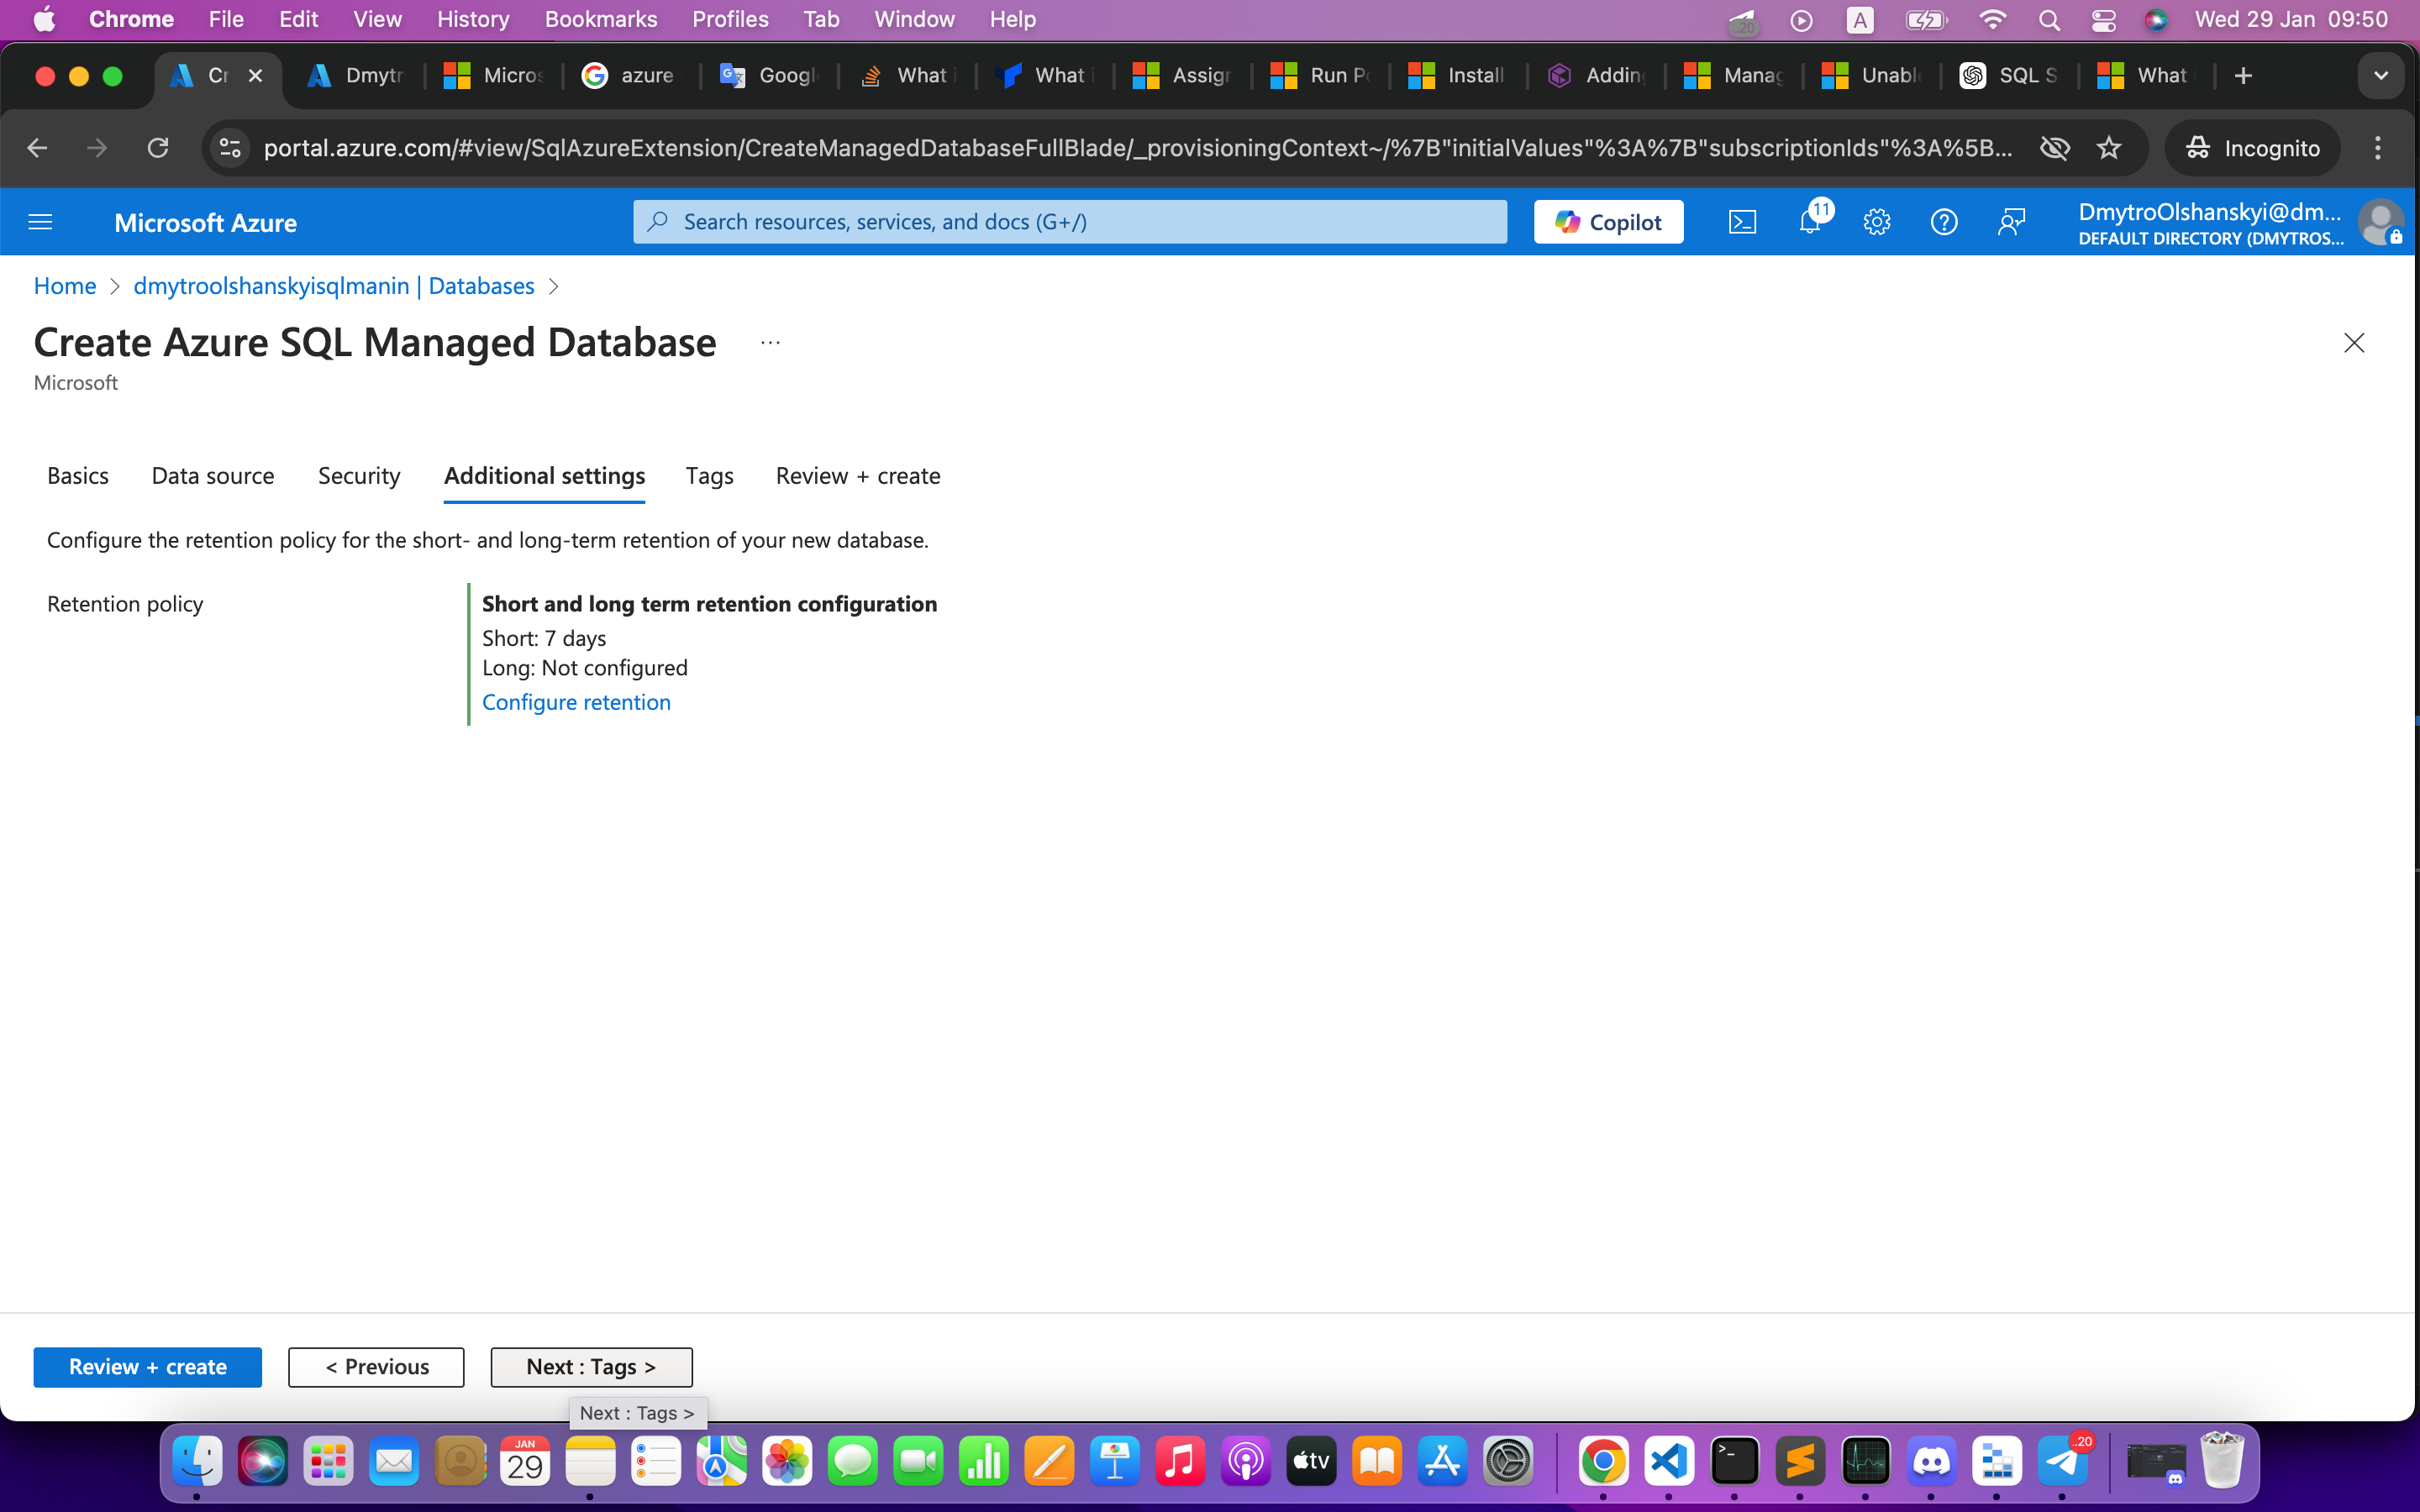 Chrome File Edit View History Bookmarks Profiles Tab Window Help
..20
A
Wed 29 Jan 09:50
Cr
Dmytr
Micros
azure
Googl
What i
What i
Assigr
Run Po
Install
Adding
Manag
Unable
SQL S
What
portal.azure.com/#view/SqlAzureExtension/CreateManagedDatabaseFullBlade/_provisioningContext~/%7B"initialValues"%3A%7B"subscriptionIds"%3A%5B...
Incognito
Microsoft Azure
Search resources, services, and docs (G+/)
Copilot
11
DmytroOlshanskyi@dm...
DEFAULT DIRECTORY (DMYTROS...
Home > dmytroolshanskyisqlmanin | Databases >
Create Azure SQL Managed Database ...
Microsoft
Basics Data source Security Additional settings Tags Review + create
Configure the retention policy for the short- and long-term retention of your new database.
Retention policy
Short and long term retention configuration
Short: 7 days
Long: Not configured
Configure retention
Review + create
< Previous
Next : Tags >
Next : Tags >
JAN
29
tv
..20